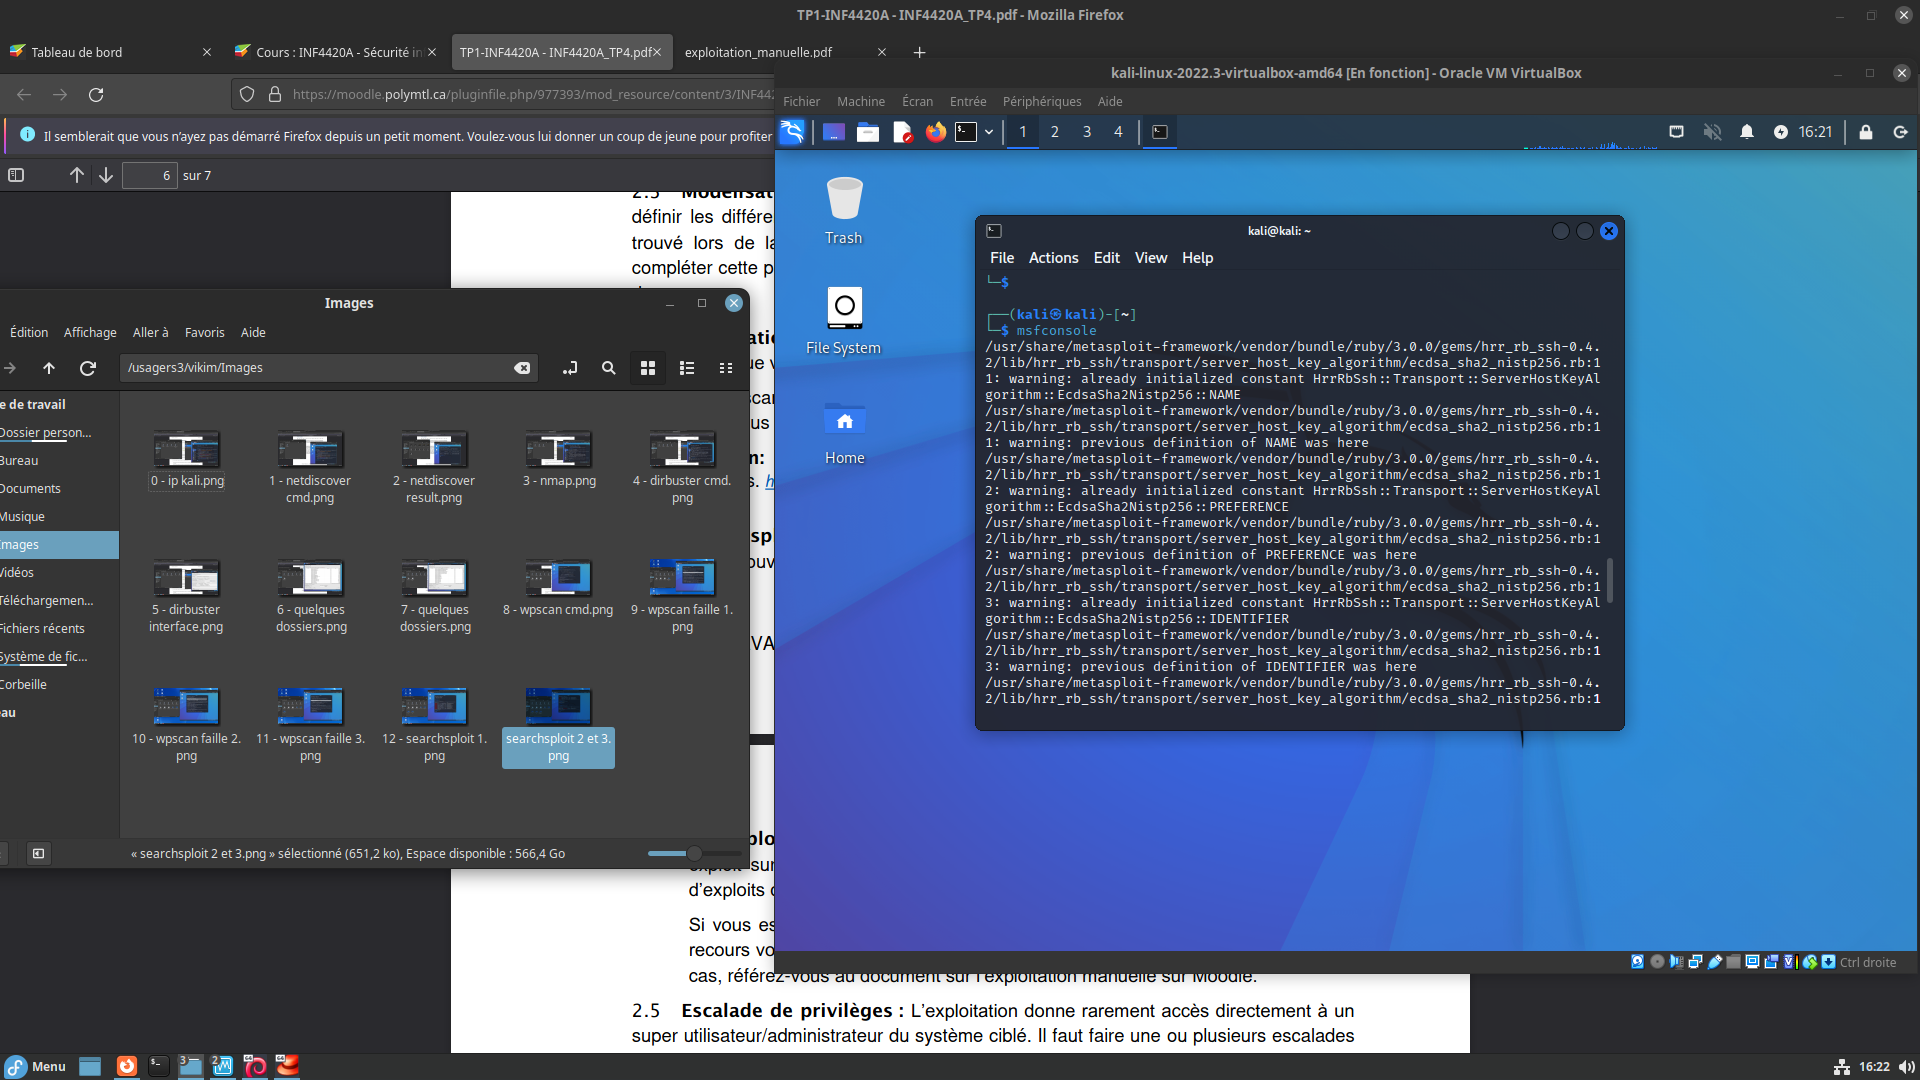 TP1-INF4420A - INF4420A_TP4.pdf - Mozilla Firefox
Tableau de bord
Cours : INF4420A - Sécurité in
TP1-INF4420A - INF4420A_TP4.pdf
exploitation_manuelle.pdf
https://moodle.polymtl.ca/pluginfile.php/977393/mod_resource/content/3/INF442
Il semblerait que vous n'ayez pas démarré Firefox depuis un petit moment. Voulez-vous lui donner un coup de jeune pour profiter
6 sur 7
définir les différe
trouvé lors de la
compléter cette p
Images
Édition Affichage Aller à Favoris Aide
/usagers3/vikim/Images
e de travail
Dossier person...
Bureau
Documents
Musique
Images
Vidéos
Téléchargemen...
Fichiers récents
Système de fic...
Corbeille
eau
0 - ip kali.png
1 - netdiscover cmd.png
2 - netdiscover result.png
3 - nmap.png
4 - dirbuster cmd.png
5 - dirbuster interface.png
6 - quelques dossiers.png
7 - quelques dossiers.png
8 - wpscan cmd.png
9 - wpscan faille 1.png
10 - wpscan faille 2.png
11 - wpscan faille 3.png
12 - searchsploit 1.png
searchsploit 2 et 3.png
« searchsploit 2 et 3.png » sélectionné (651,2 ko), Espace disponible : 566,4 Go
kali-linux-2022.3-virtualbox-amd64 [En fonction] - Oracle VM VirtualBox
Fichier Machine Écran Entrée Périphériques Aide
1 2 3 4
16:21
Trash
File System
Home
kali@kali: ~
File Actions Edit View Help
└─$
┌──(kali㉿kali)-[~]
└─$ msfconsole
/usr/share/metasploit-framework/vendor/bundle/ruby/3.0.0/gems/hrr_rb_ssh-0.4.
2/lib/hrr_rb_ssh/transport/server_host_key_algorithm/ecdsa_sha2_nistp256.rb:1
1: warning: already initialized constant HrrRbSsh::Transport::ServerHostKeyAl
gorithm::EcdsaSha2Nistp256::NAME
/usr/share/metasploit-framework/vendor/bundle/ruby/3.0.0/gems/hrr_rb_ssh-0.4.
2/lib/hrr_rb_ssh/transport/server_host_key_algorithm/ecdsa_sha2_nistp256.rb:1
1: warning: previous definition of NAME was here
/usr/share/metasploit-framework/vendor/bundle/ruby/3.0.0/gems/hrr_rb_ssh-0.4.
2/lib/hrr_rb_ssh/transport/server_host_key_algorithm/ecdsa_sha2_nistp256.rb:1
2: warning: already initialized constant HrrRbSsh::Transport::ServerHostKeyAl
gorithm::EcdsaSha2Nistp256::PREFERENCE
/usr/share/metasploit-framework/vendor/bundle/ruby/3.0.0/gems/hrr_rb_ssh-0.4.
2/lib/hrr_rb_ssh/transport/server_host_key_algorithm/ecdsa_sha2_nistp256.rb:1
2: warning: previous definition of PREFERENCE was here
/usr/share/metasploit-framework/vendor/bundle/ruby/3.0.0/gems/hrr_rb_ssh-0.4.
2/lib/hrr_rb_ssh/transport/server_host_key_algorithm/ecdsa_sha2_nistp256.rb:1
3: warning: already initialized constant HrrRbSsh::Transport::ServerHostKeyAl
gorithm::EcdsaSha2Nistp256::IDENTIFIER
/usr/share/metasploit-framework/vendor/bundle/ruby/3.0.0/gems/hrr_rb_ssh-0.4.
2/lib/hrr_rb_ssh/transport/server_host_key_algorithm/ecdsa_sha2_nistp256.rb:1
3: warning: previous definition of IDENTIFIER was here
/usr/share/metasploit-framework/vendor/bundle/ruby/3.0.0/gems/hrr_rb_ssh-0.4.
2/lib/hrr_rb_ssh/transport/server_host_key_algorithm/ecdsa_sha2_nistp256.rb:1
Ctrl droite
d'exploits
Si vous es
recours vo
cas, référez-vous au document sur l'exploitation manuelle sur Moodle.
2.5 Escalade de privilèges : L'exploitation donne rarement accès directement à un
super utilisateur/administrateur du système ciblé. Il faut faire une ou plusieurs escalades
Menu
16:22